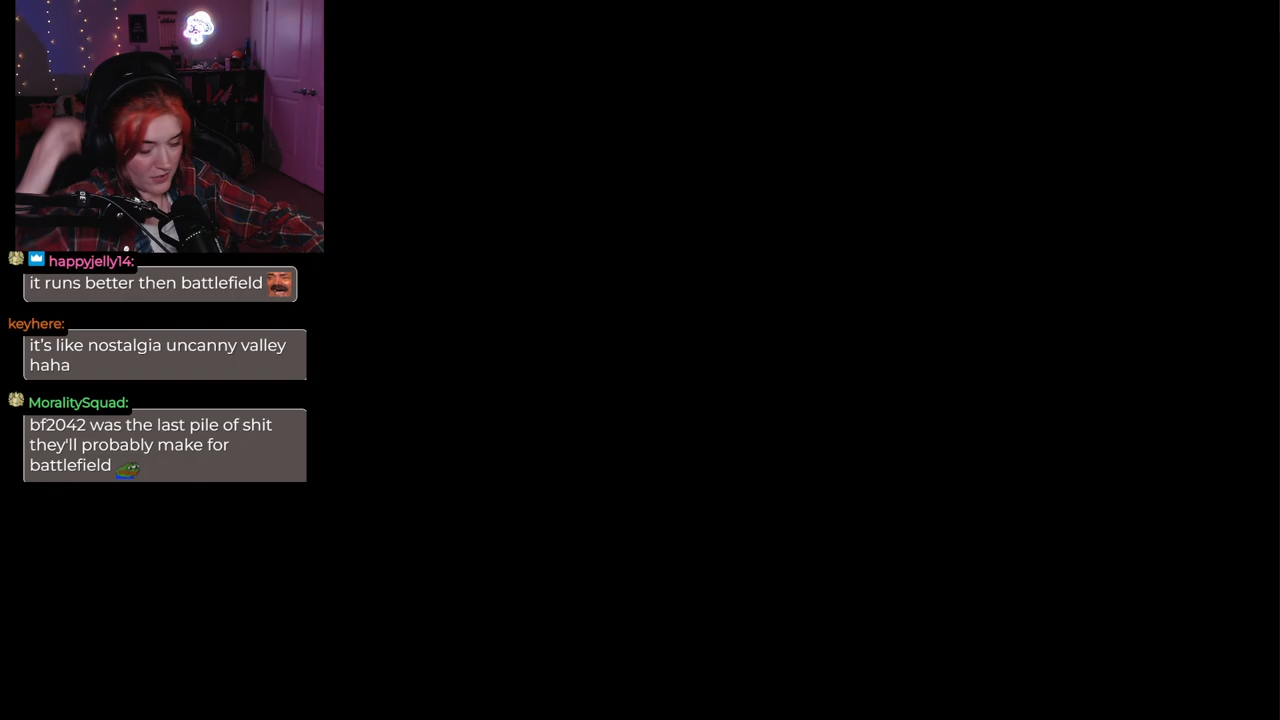 happyjelly14:
it runs better then battlefield
keyhere:
it's like nostalgia uncanny valley
haha
MoralitySquad:
bf2042 was the last pile of shit
they'll probably make for
battlefield